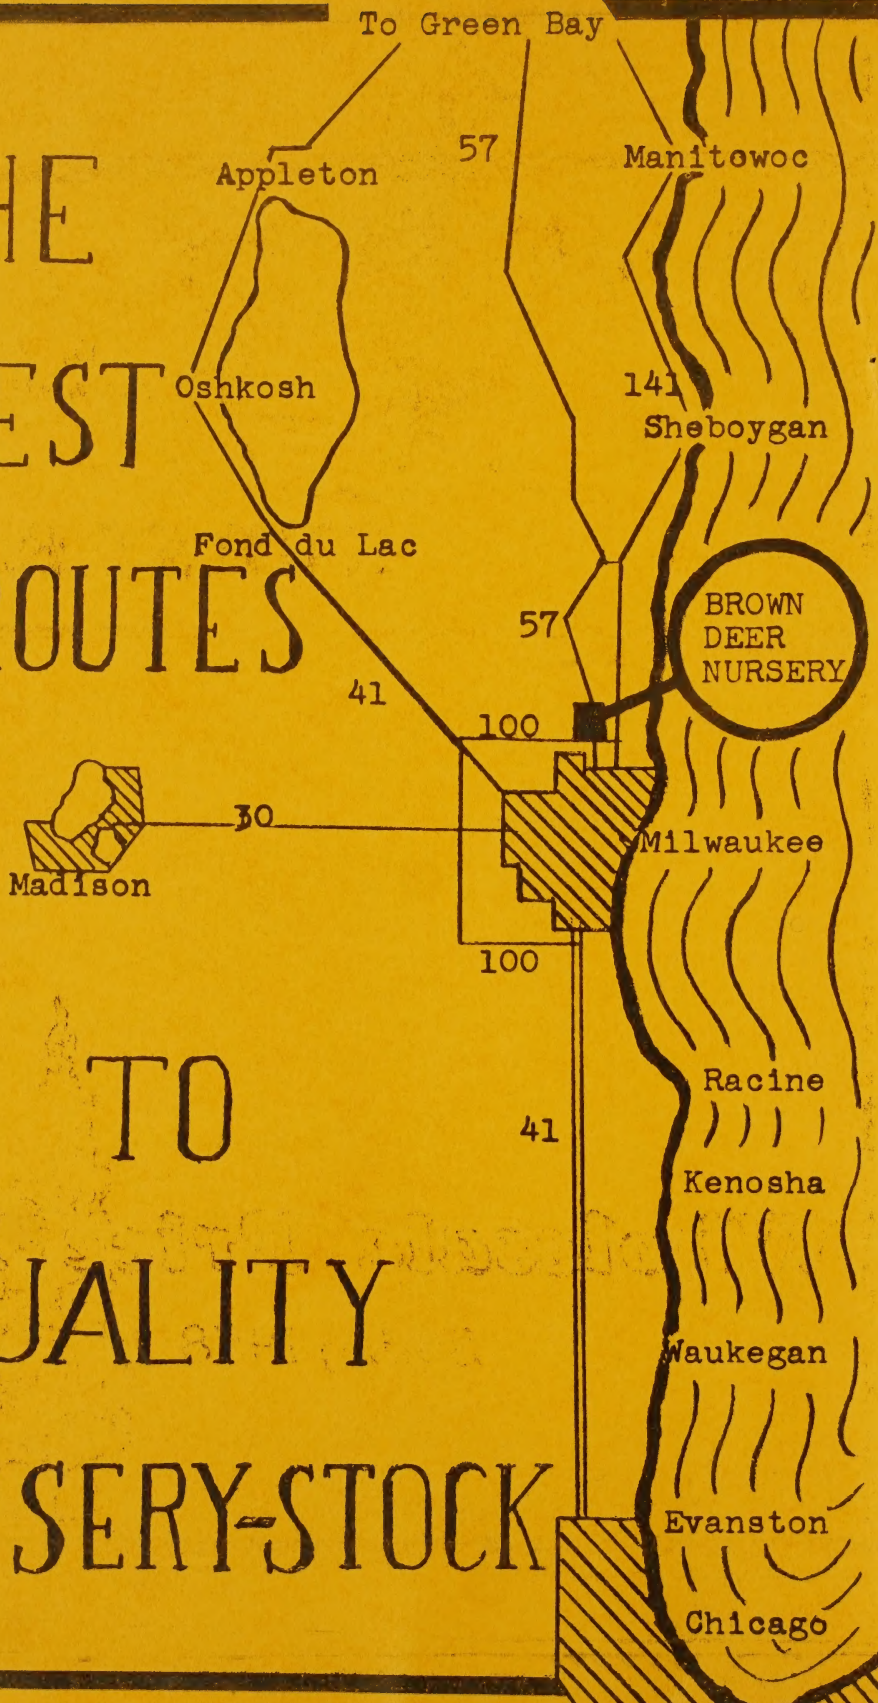 To Green Bay
57
Manitowoc
Appleton
HE
141
Oshkosh
EST
Sheboygan
Fond du Lac
OUTES
57
BROWN
DEER
NURSERY
41
100
30
Milwaukee
Madison
100
TO
Racine
41
Kenosha
UALITY
Waukegan
SERY-STOCK
Evanston
Chicago